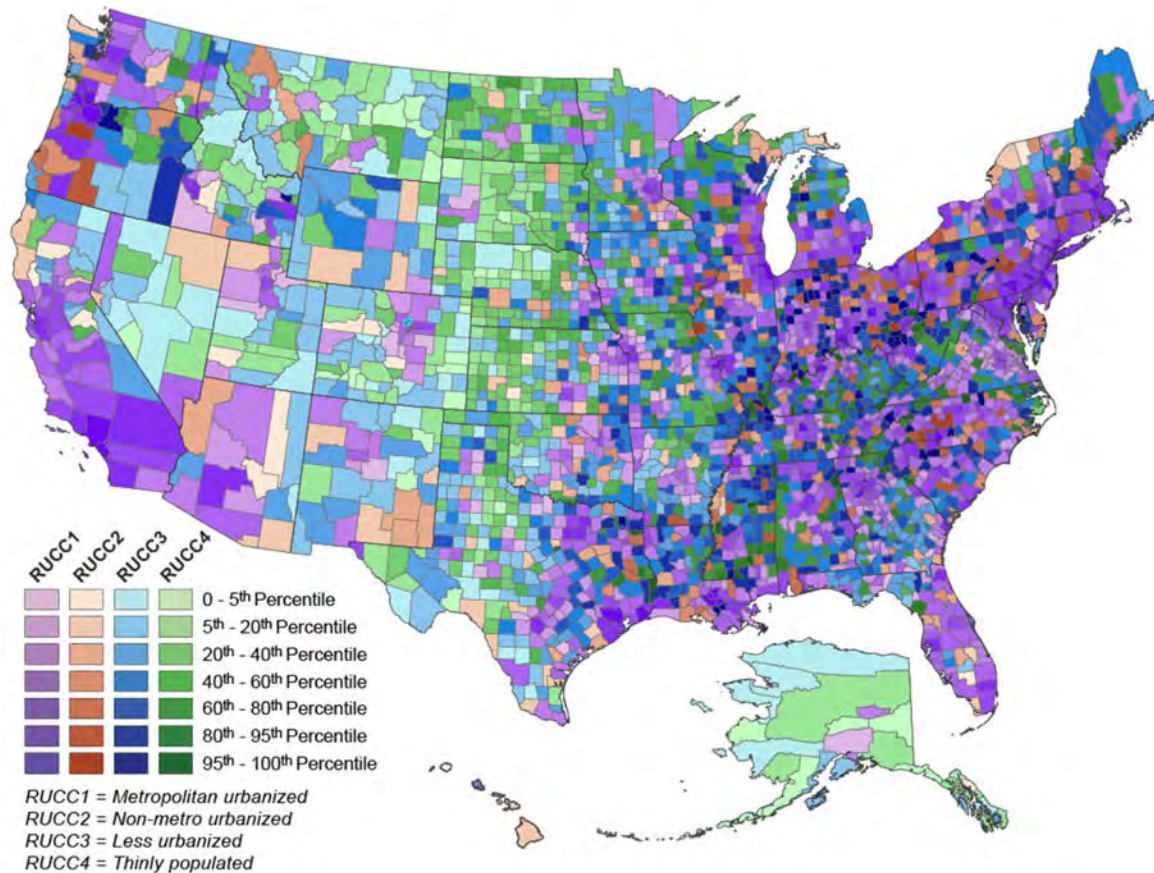 RUCC1 RUCC2 RUCC3 RUCC4
0 - 5th Percentile
5th - 20th Percentile
20th - 40th Percentile
40th - 60th Percentile
60th - 80th Percentile
80th - 95th Percentile
95th - 100th Percentile
RUCC1 = Metropolitan urbanized
RUCC2 = Non-metro urbanized
RUCC3 = Less urbanized
RUCC4 = Thinly populated